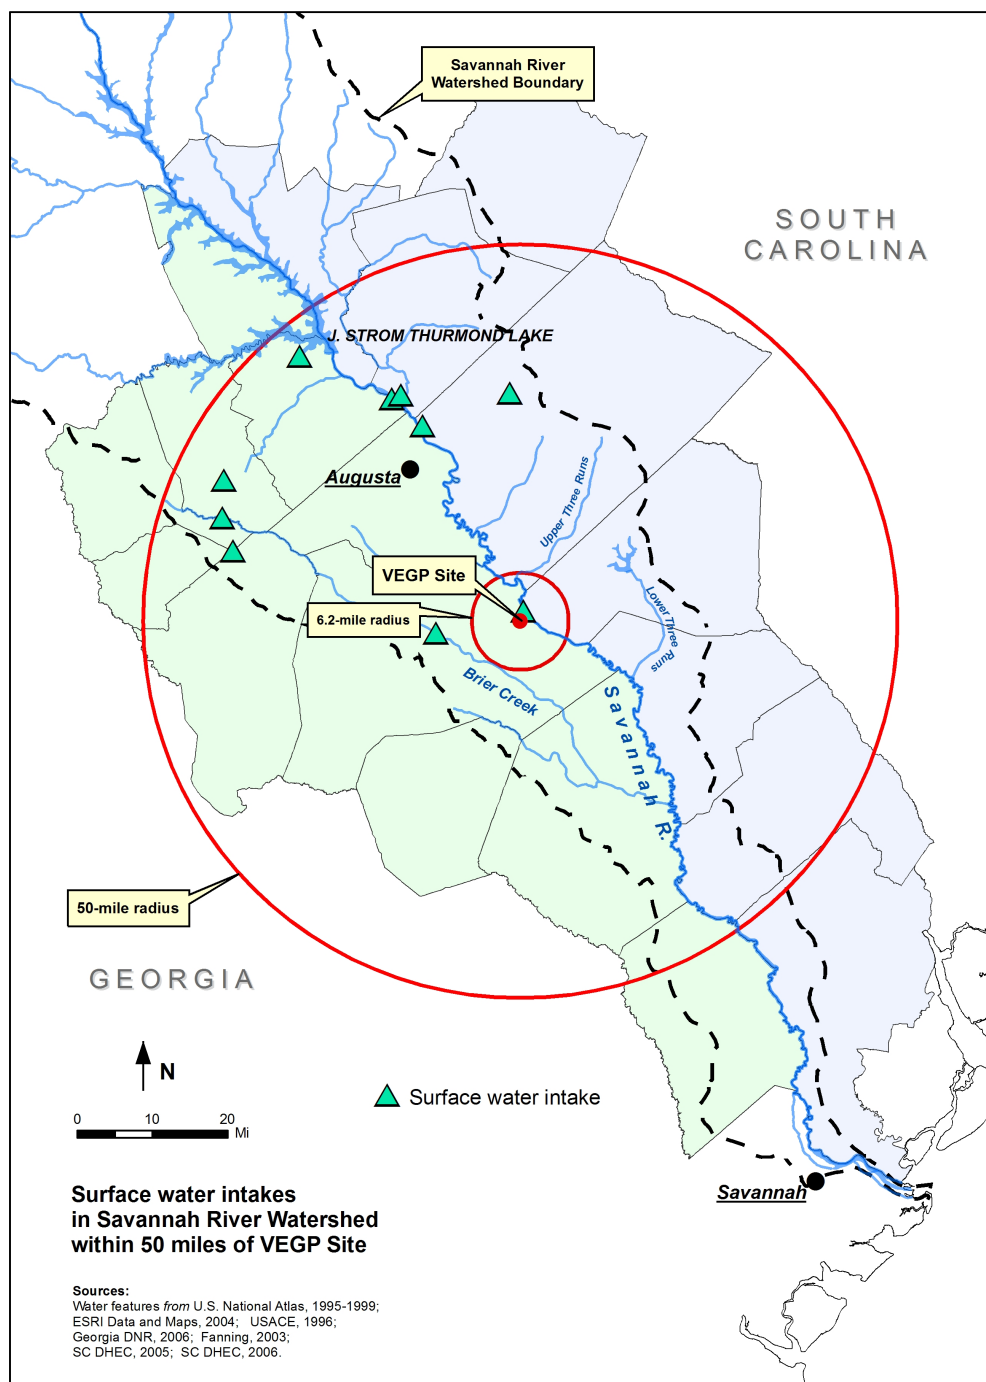 Savannah River
Watershed Boundary
SOUTH
CAROLINA
J. STROM THURMOND LAKE
Augusta
Upper Three Runs
VEGP Site
6.2-mile radius
Lower Three
Runs
Brier Creek
Savannah R.
50-mile radius
GEORGIA
N
0 10 20
Mi
Surface water intake
Savannah
Surface water intakes
in Savannah River Watershed
within 50 miles of VEGP Site
Sources:
Water features from U.S. National Atlas, 1995-1999;
ESRI Data and Maps, 2004; USACE, 1996;
Georgia DNR, 2006; Fanning, 2003;
SC DHEC, 2005; SC DHEC, 2006.